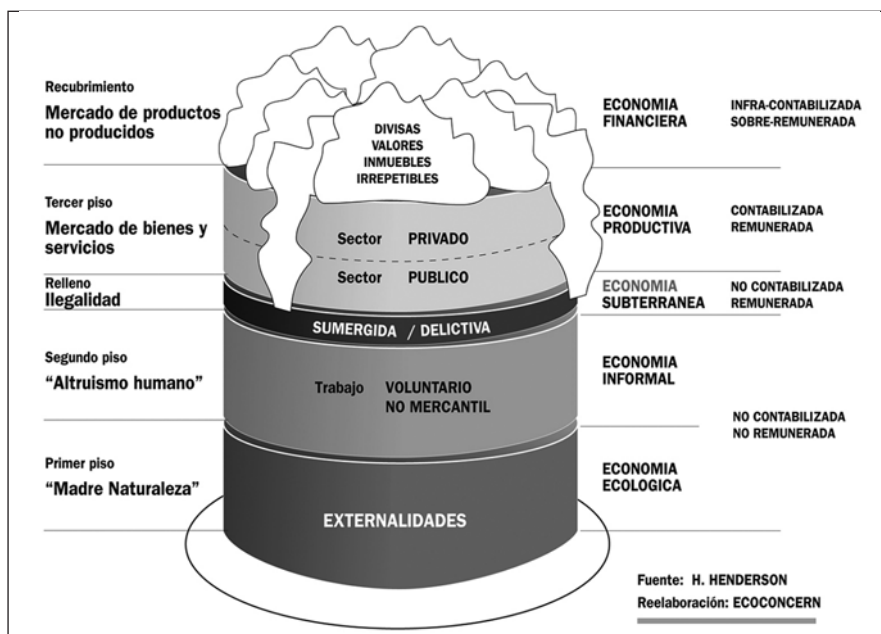 Recubrimiento
Mercado de productos
no producidos
DIVISAS
VALORES
INMUEBLES
IRREPETIBLES
ECONOMIA
FINANCIERA
INFRA-CONTABILIZADA
SOBRE-REMUNERADA
Tercer piso
Mercado de bienes y
servicios
Sector PRIVADO
Sector PUBLICO
ECONOMIA
PRODUCTIVA
CONTABILIZADA
REMUNERADA
Relleno
Ilegalidad
SUMERGIDA / DELICTIVA
ECONOMIA
SUBTERRANEA
NO CONTABILIZADA
REMUNERADA
Segundo piso
“Altruismo humano”
Trabajo VOLUNTARIO
NO MERCANTIL
ECONOMIA
INFORMAL
NO CONTABILIZADA
NO REMUNERADA
Primer piso
“Madre Naturaleza”
EXTERNALIDADES
ECONOMIA
ECOLOGICA
Fuente: H. HENDERSON
Reelaboración: ECOCONCERN